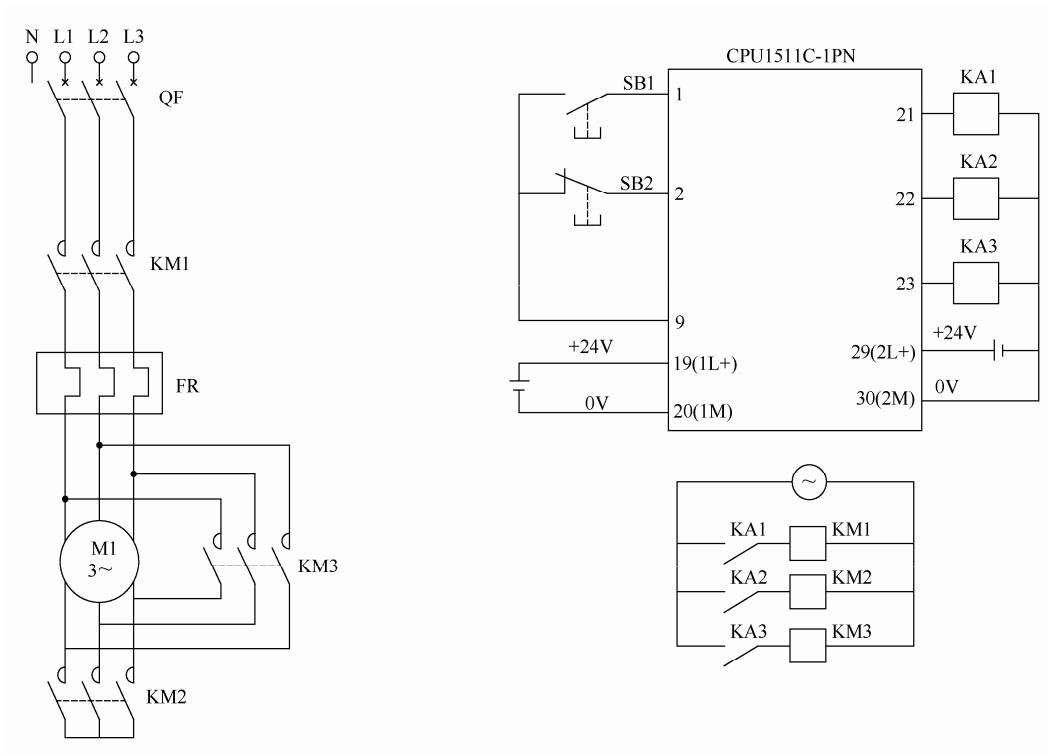 N L1 L2 L3
QF
KM1
FR
M1
3～
KM3
KM2
CPU1511C-1PN
SB1
1
SB2
2
9
+24V
19(1L+)
0V
20(1M)
21
KA1
22
KA2
23
KA3
29(2L+)
+24V
30(2M)
0V
～
KA1 KM1
KA2 KM2
KA3 KM3